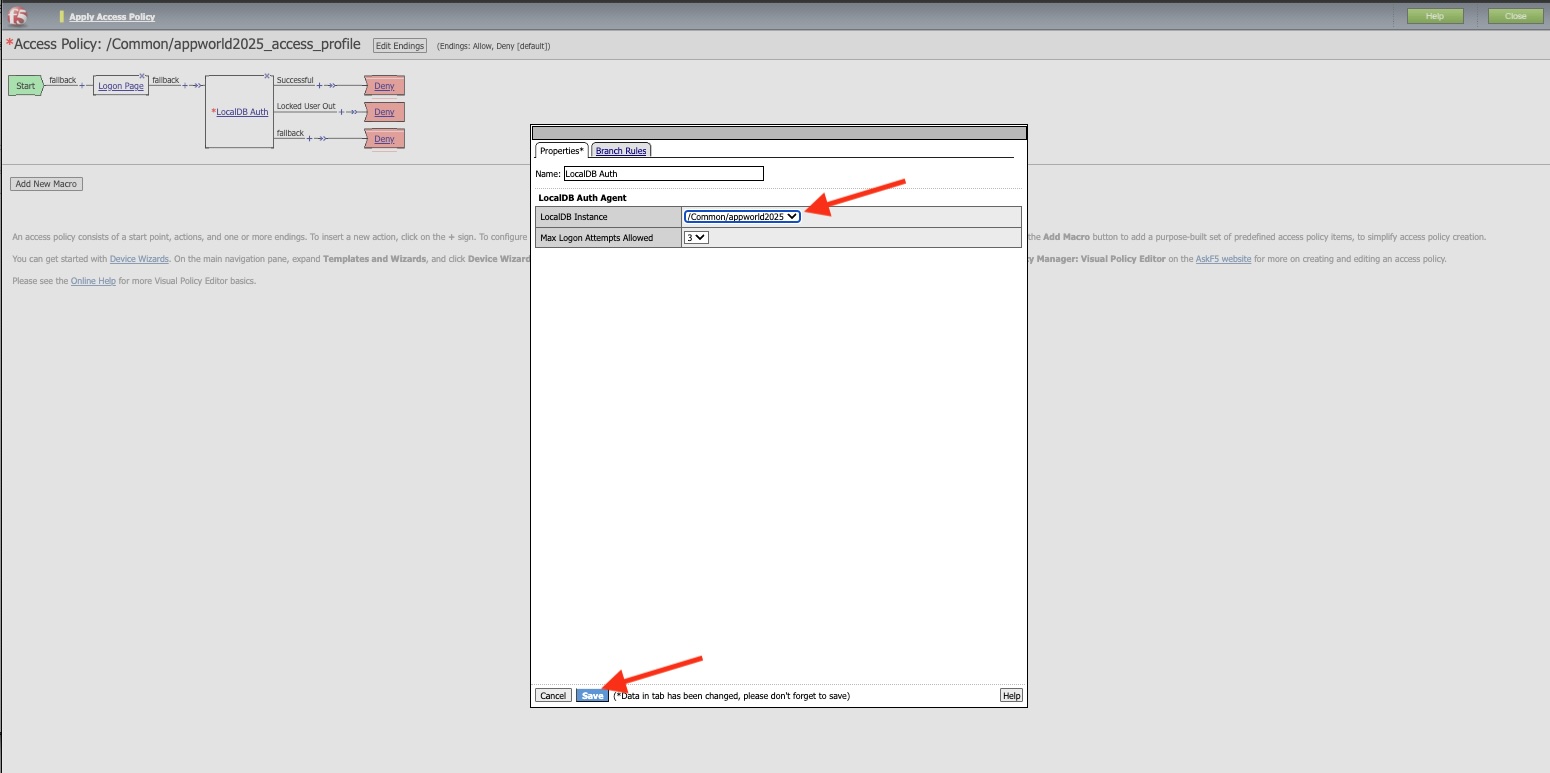 f5 Apply Access Policy Help Close
*Access Policy: /Common/appworld2025_access_profile Edit Endings (Endings: Allow, Deny [default])
Start fallback + Logon Page x fallback + *LocalDB Auth x Successful + Deny
Locked User Out + Deny
fallback + Deny
Add New Macro
An access policy consists of a start point, actions, and one or more endings. To insert a new action, click on the + sign. To configure
the Add Macro button to add a purpose-built set of predefined access policy items, to simplify access policy creation.
You can get started with Device Wizards. On the main navigation pane, expand Templates and Wizards, and click Device Wizard
y Manager: Visual Policy Editor on the AskF5 website for more on creating and editing an access policy.
Please see the Online Help for more Visual Policy Editor basics.
Properties* Branch Rules
Name: LocalDB Auth
LocalDB Auth Agent
LocalDB Instance /Common/appworld2025
Max Logon Attempts Allowed 3
Cancel Save (*Data in tab has been changed, please don't forget to save) Help